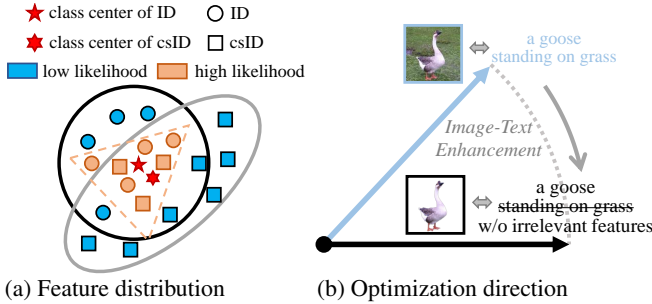 class center of ID
ID
class center of csID
csID
low likelihood
high likelihood
(a) Feature distribution
a goose
standing on grass
Image-Text
Enhancement
a goose
standing on grass
w/o irrelevant features
(b) Optimization direction